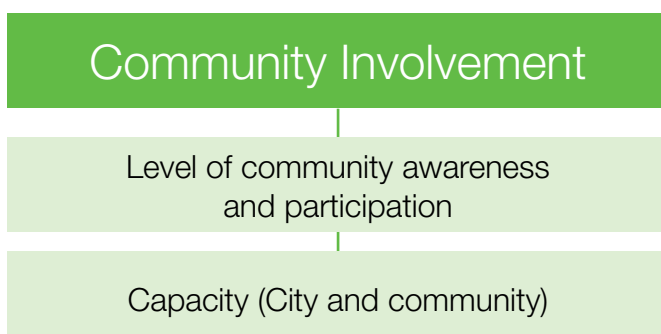 Community Involvement
Level of community awareness
and participation
Capacity (City and community)